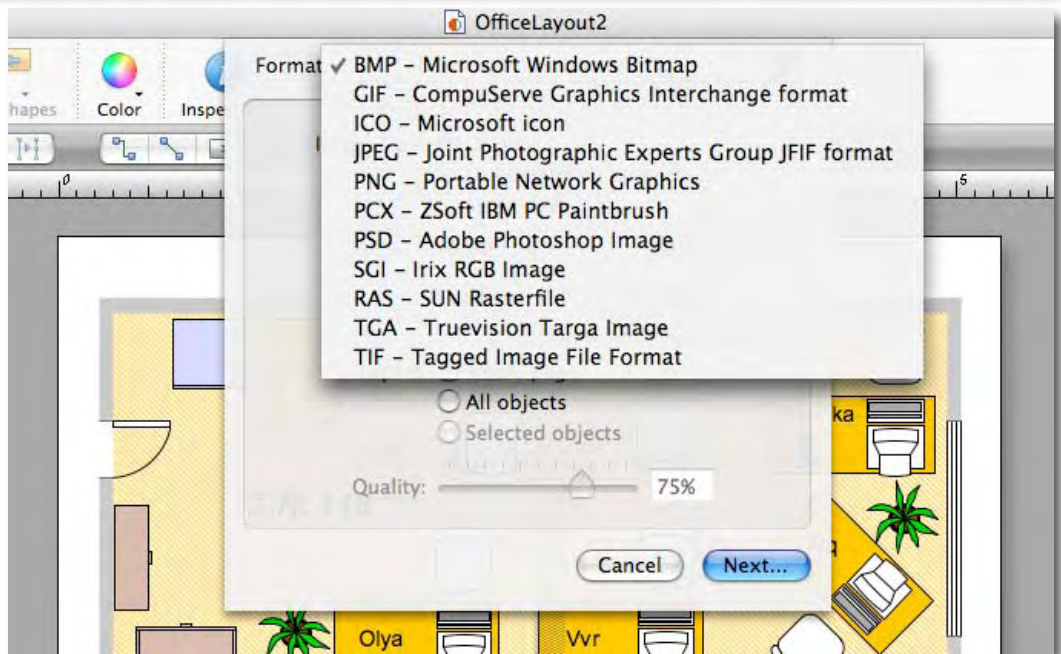 OfficeLayout2
hapes
Color
Inspe
Format
✓ BMP – Microsoft Windows Bitmap
GIF – CompuServe Graphics Interchange format
ICO – Microsoft icon
JPEG – Joint Photographic Experts Group JFIF format
PNG – Portable Network Graphics
PCX – ZSoft IBM PC Paintbrush
PSD – Adobe Photoshop Image
SGI – Irix RGB Image
RAS – SUN Rasterfile
TGA – Truevision Targa Image
TIF – Tagged Image File Format
0
5
All objects
Selected objects
Quality:
75%
Cancel
Next...
ka
Olya
Vvr